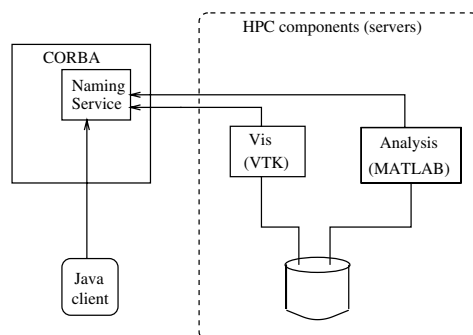 HPC components (servers)
CORBA
Naming
Service
Vis
(VTK)
Analysis
(MATLAB)
Java
client